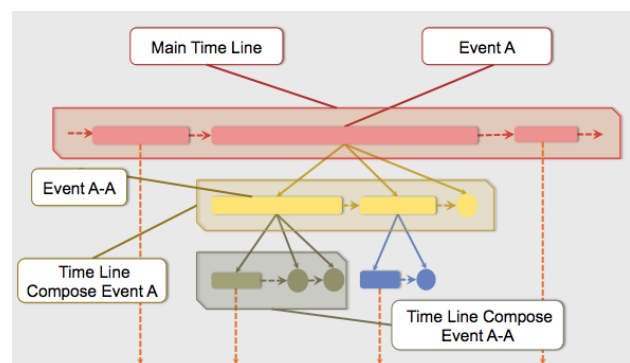 Main Time Line
Event A
Event A-A
Time Line
Compose Event A
Time Line Compose
Event A-A